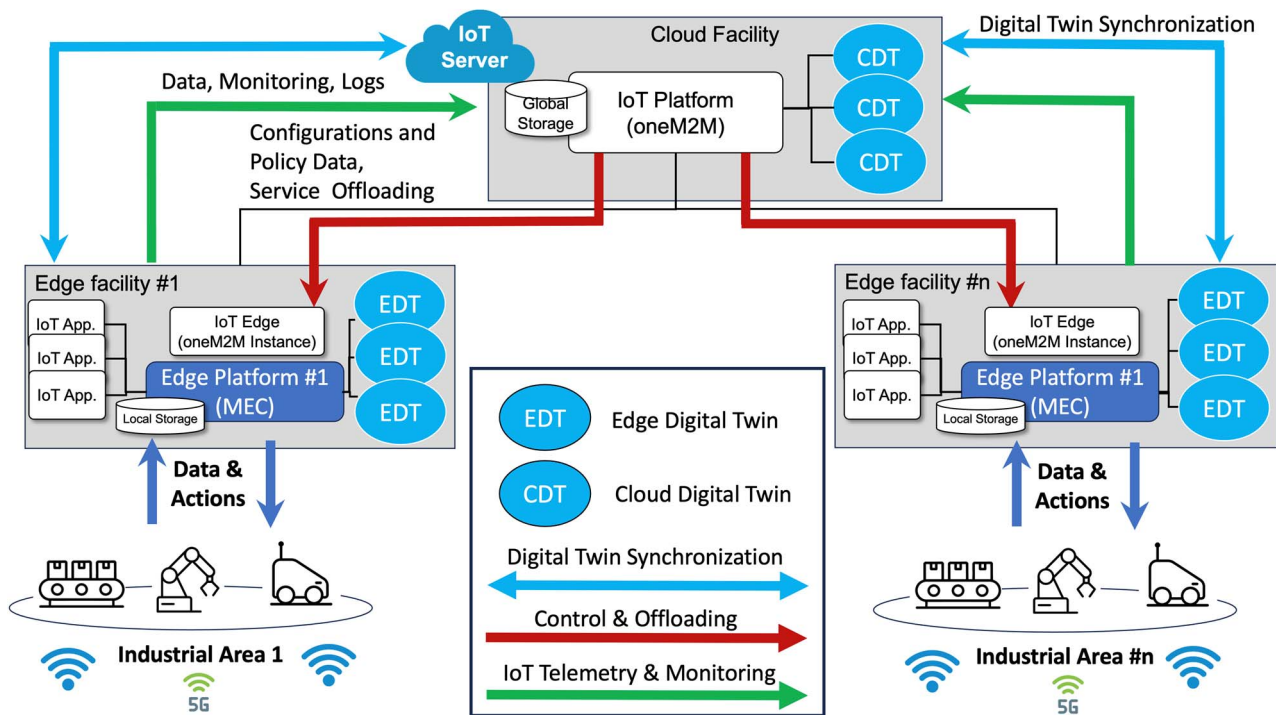 IoT
Server
Cloud Facility
Digital Twin Synchronization
Data, Monitoring, Logs
Global
Storage
IoT Platform
(oneM2M)
CDT
CDT
CDT
Configurations and
Policy Data,
Service Offloading
Edge facility #1
IoT App.
IoT App.
IoT App.
IoT Edge
(oneM2M Instance)
Edge Platform #1
(MEC)
Local Storage
EDT
EDT
EDT
Data &
Actions
Industrial Area 1
5G
EDT
Edge Digital Twin
CDT
Cloud Digital Twin
Digital Twin Synchronization
Control & Offloading
IoT Telemetry & Monitoring
Edge facility #n
IoT App.
IoT App.
IoT App.
IoT Edge
(oneM2M Instance)
Edge Platform #1
(MEC)
Local Storage
EDT
EDT
EDT
Data &
Actions
Industrial Area #n
5G